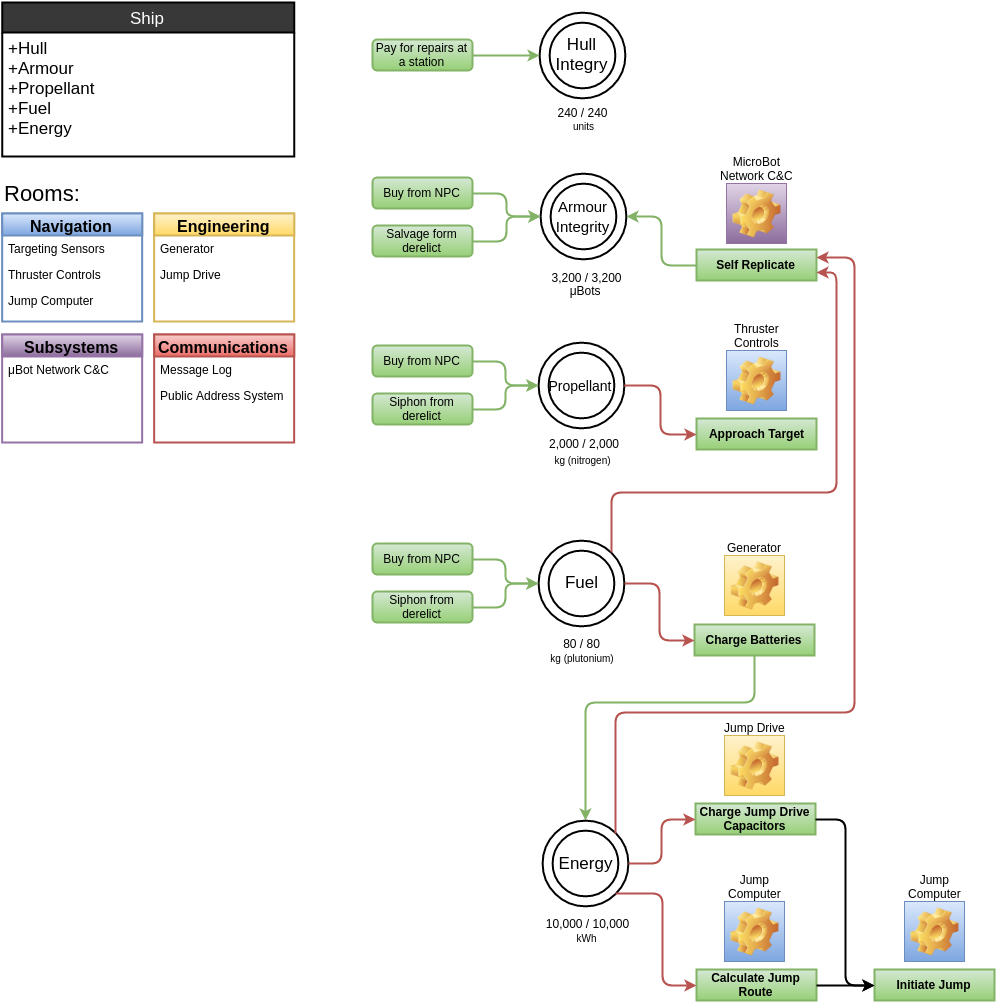 Ship
+Hull
+Armour
+Propellant
+Fuel
+Energy
Rooms:
Navigation
Targeting Sensors
Thruster Controls
Jump Computer
Engineering
Generator
Jump Drive
Subsystems
µBot Network C&C
Communications
Message Log
Public Address System
Pay for repairs at
a station
Hull
Integry
240 / 240
units
Buy from NPC
Salvage form
derelict
Armour
Integrity
3,200 / 3,200
µBots
MicroBot
Network C&C
Self Replicate
Buy from NPC
Siphon from
derelict
Propellant
2,000 / 2,000
kg (nitrogen)
Thruster
Controls
Approach Target
Buy from NPC
Siphon from
derelict
Fuel
80 / 80
kg (plutonium)
Generator
Charge Batteries
Energy
10,000 / 10,000
kWh
Jump Drive
Charge Jump Drive
Capacitors
Jump
Computer
Calculate Jump
Route
Jump
Computer
Initiate Jump